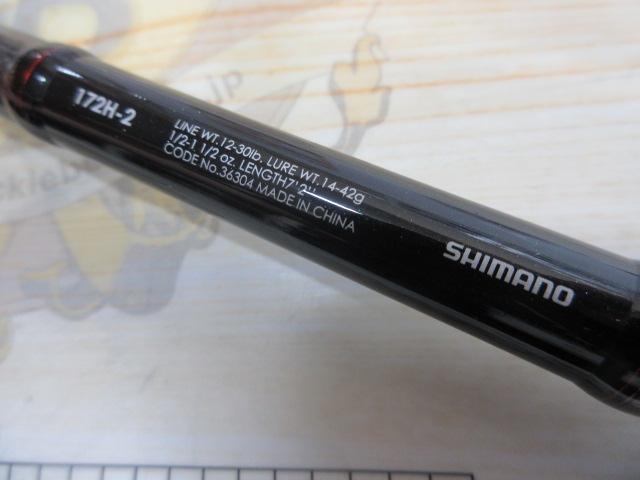 172H-2
LINE WT.12-30lb. LURE WT.14-42g
1/2-1 1/2 oz. LENGTH7'2"
CODE No.36304 MADE IN CHINA
SHIMANO
.jp